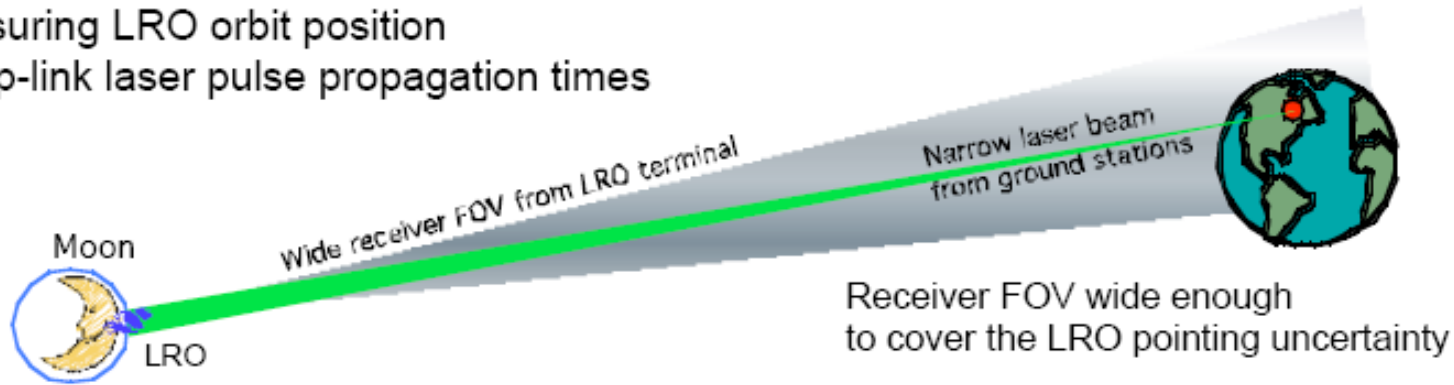 suring LRO orbit position
p-link laser pulse propagation times
Wide receiver FOV from LRO terminal
Narrow laser beam
from ground stations
Moon
LRO
Receiver FOV wide enough
to cover the LRO pointing uncertainty